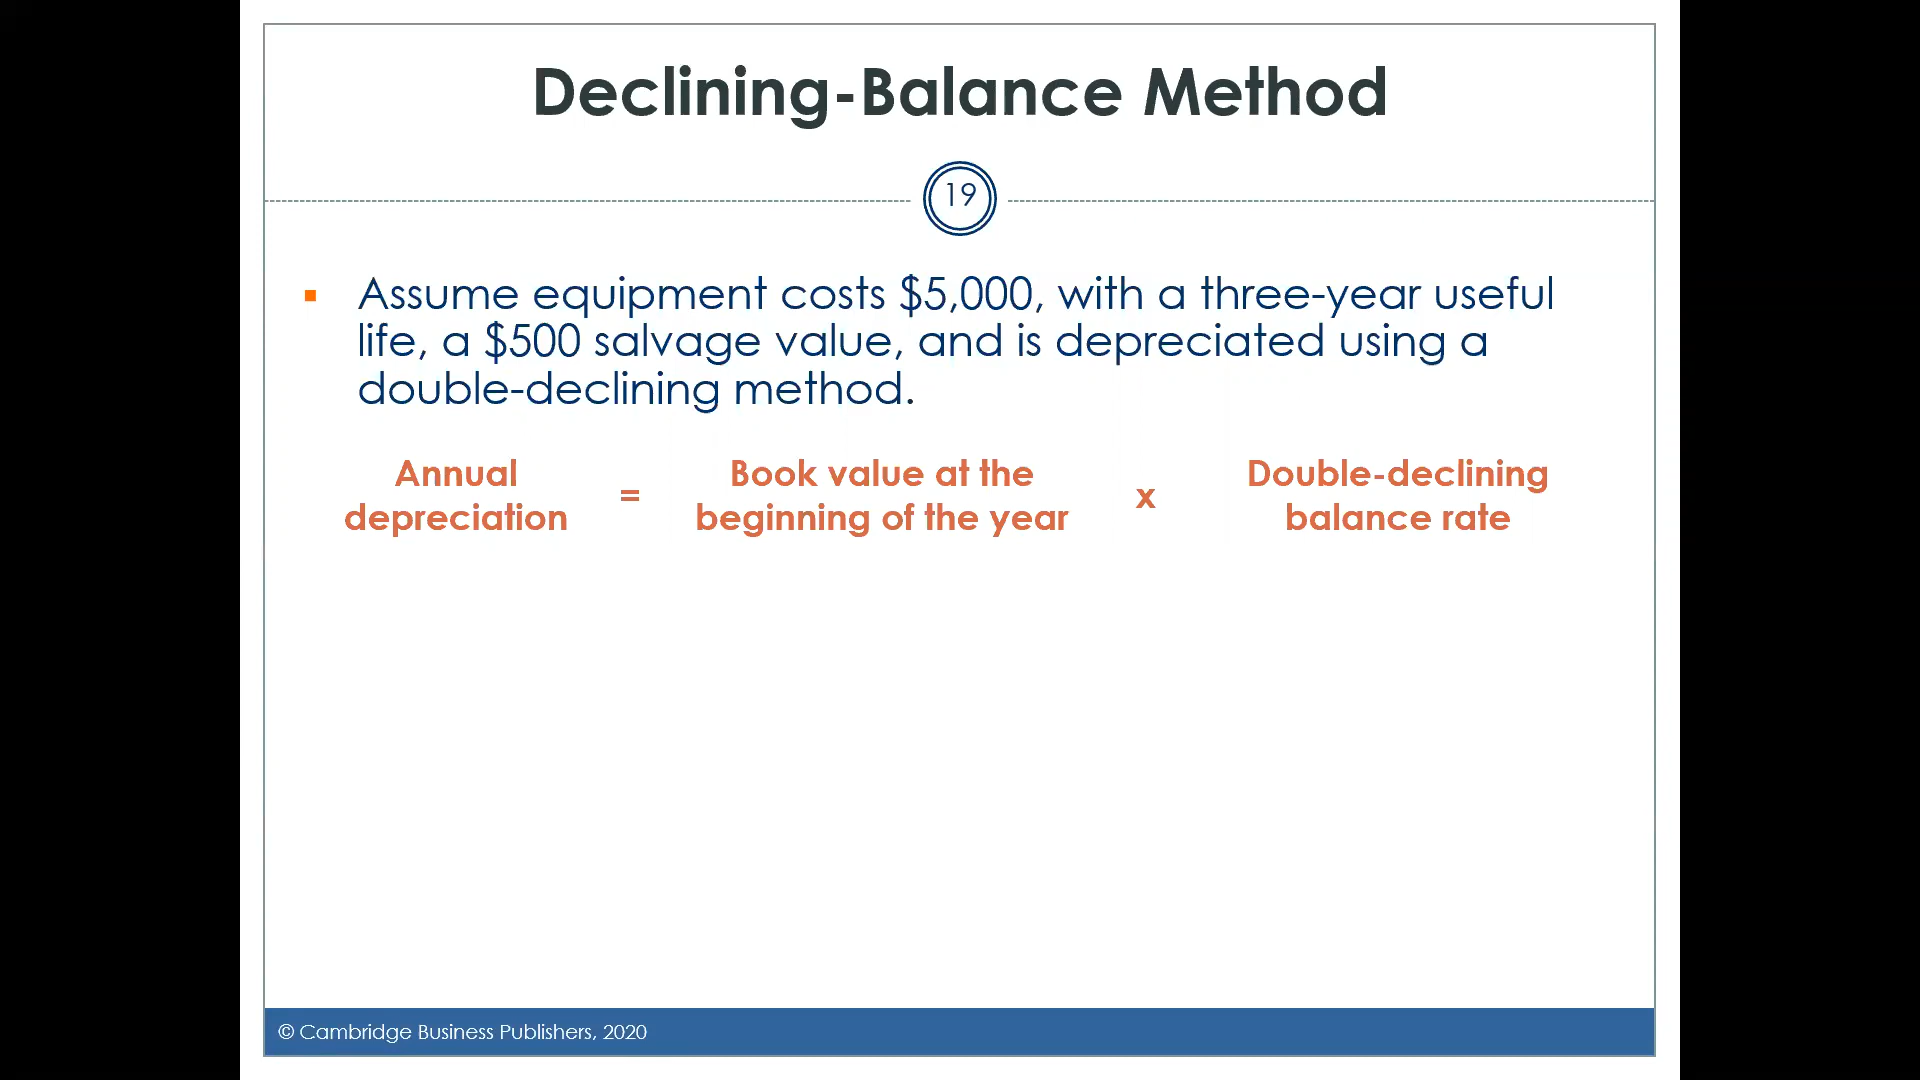 Declining-Balance Method
19
▪ Assume equipment costs $5,000, with a three-year useful
life, a $500 salvage value, and is depreciated using a
double-declining method.
Annual
depreciation
=
Book value at the
beginning of the year
x
Double-declining
balance rate
© Cambridge Business Publishers, 2020